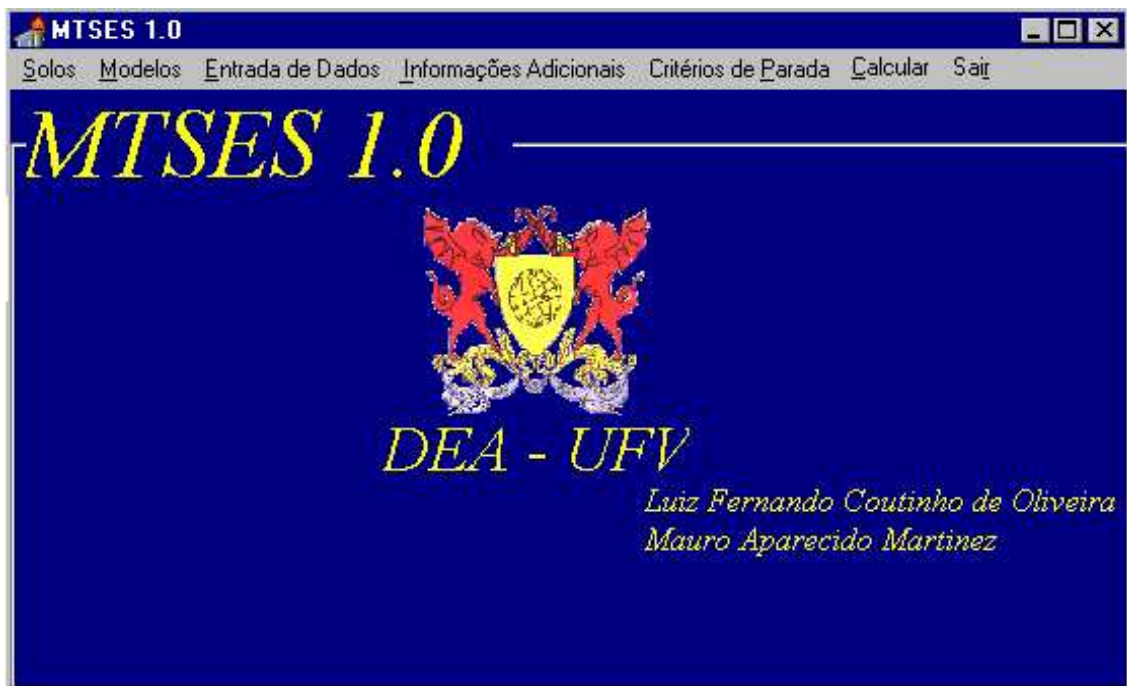 MTSES 1.0
Solos Modelos Entrada de Dados Informações Adicionais Critérios de Parada Calcular Sair
MTSES 1.0
DEA - UFV
Luiz Fernando Coutinho de Oliveira
Mauro Aparecido Martinez